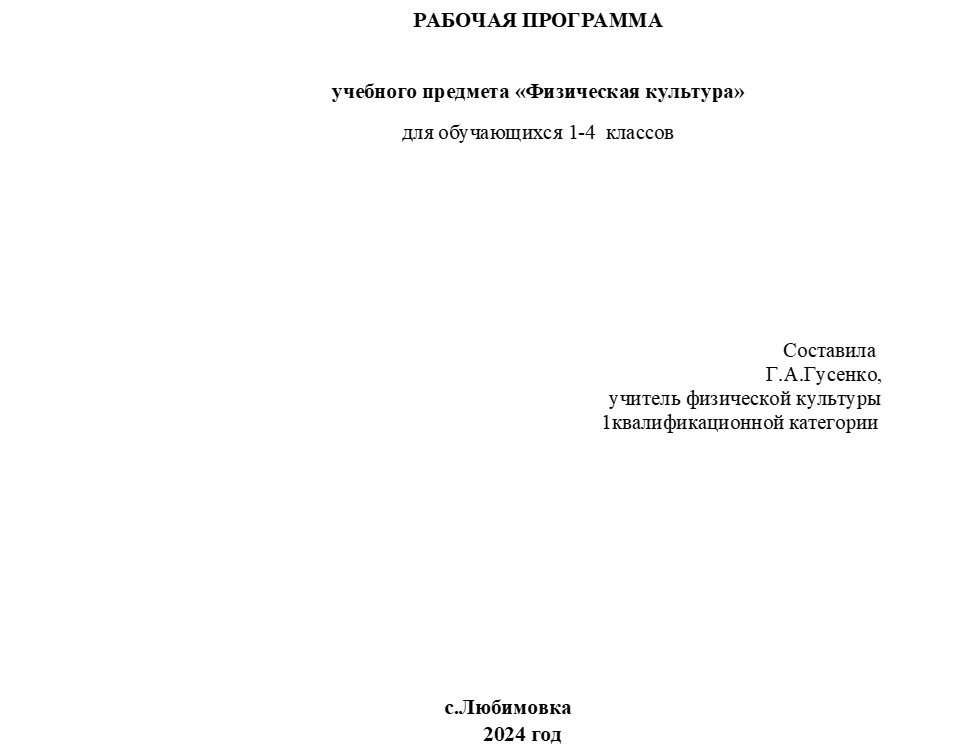 РАБОЧАЯ ПРОГРАММА
учебного предмета «Физическая культура»
для обучающихся 1-4  классов
Составила
Г.А.Гусенко,
учитель физической культуры
1квалификационной категории
с.Любимовка
2024 год